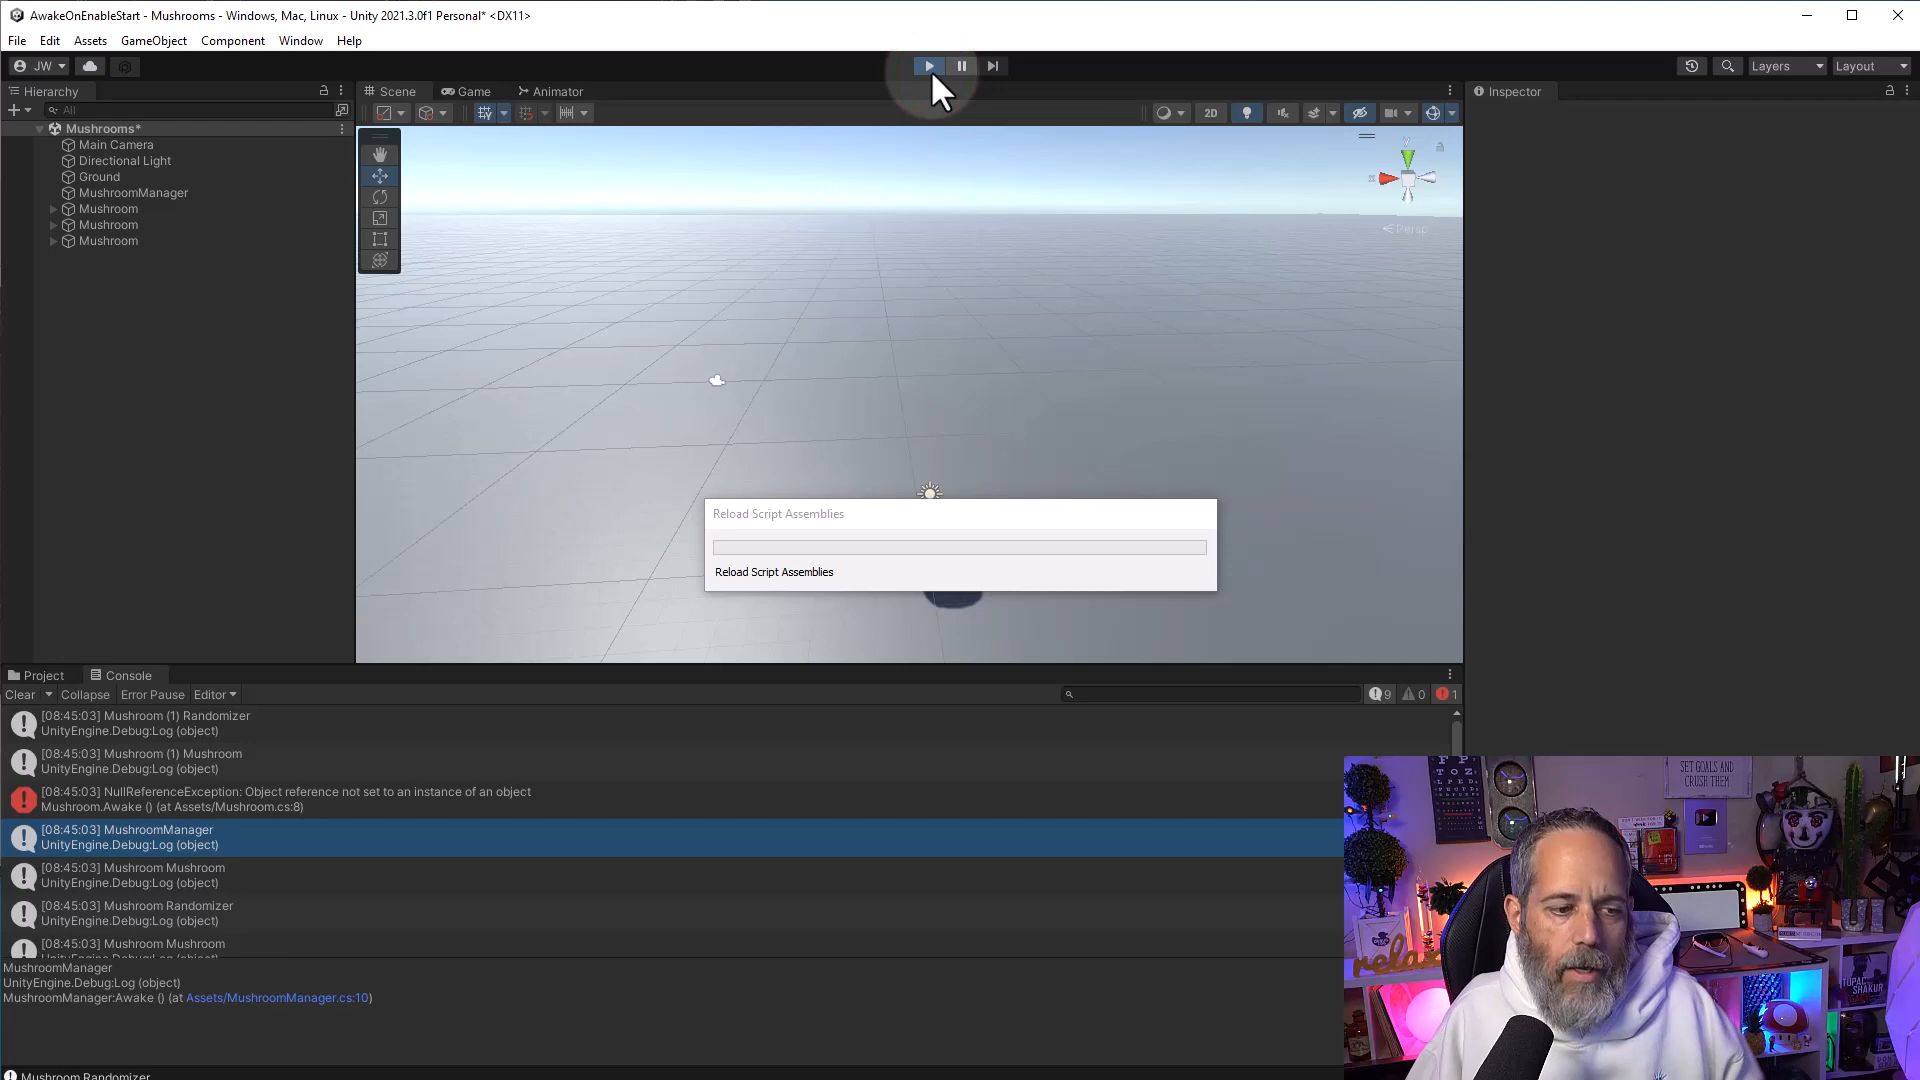 AwakeOnEnableStart - Mushrooms - Windows, Mac, Linux - Unity 2021.3.0f1 Personal* <DX11>
File Edit Assets GameObject Component Window Help
JW
Layers Layout
Hierarchy
Scene Game Animator
Inspector
All
2D
Mushrooms*
Main Camera
Directional Light
Ground
MushroomManager
Mushroom
Mushroom
Mushroom
Y
X
Persp
Reload Script Assemblies
Reload Script Assemblies
Project Console
Clear Collapse Error Pause Editor
9 0 1
[08:45:03] Mushroom (1) Randomizer
UnityEngine.Debug:Log (object)
[08:45:03] Mushroom (1) Mushroom
UnityEngine.Debug:Log (object)
[08:45:03] NullReferenceException: Object reference not set to an instance of an object
Mushroom.Awake () (at Assets/Mushroom.cs:8)
[08:45:03] MushroomManager
UnityEngine.Debug:Log (object)
[08:45:03] Mushroom Mushroom
UnityEngine.Debug:Log (object)
[08:45:03] Mushroom Randomizer
UnityEngine.Debug:Log (object)
[08:45:03] Mushroom Mushroom
UnityEngine.Debug:Log (object)
MushroomManager
UnityEngine.Debug:Log (object)
MushroomManager:Awake () (at Assets/MushroomManager.cs:10)
Mushroom Randomizer
SET GOALS AND
CRUSH THEM
relax
TUPAC
SHAKUR